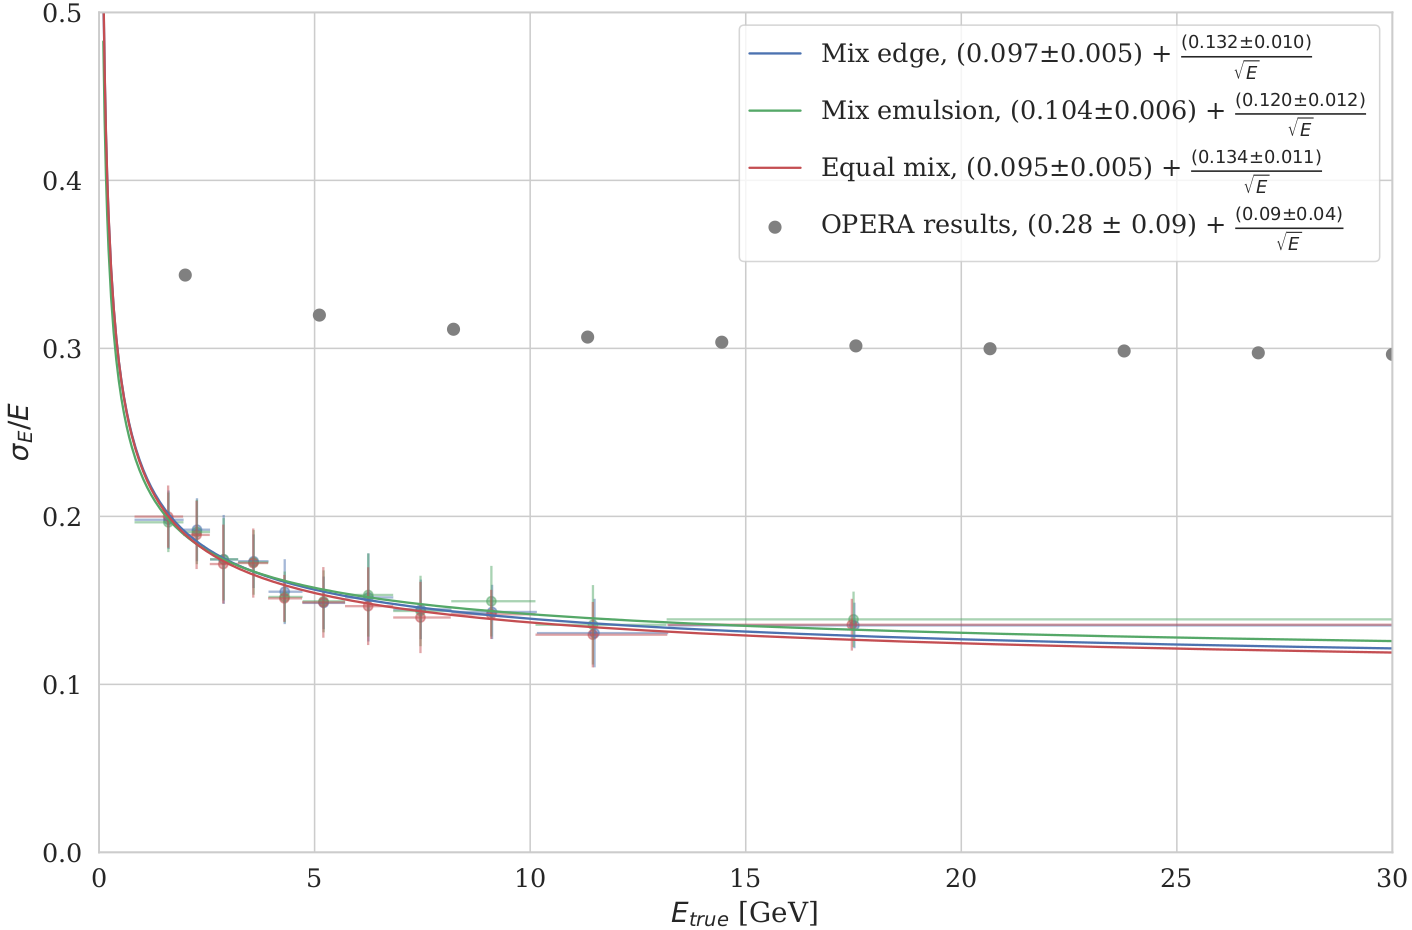 0.5
0.4
0.3
0.2
0.1
0.0
σ_E/E
Mix edge, (0.097±0.005) + (0.132±0.010)/√E
Mix emulsion, (0.104±0.006) + (0.120±0.012)/√E
Equal mix, (0.095±0.005) + (0.134±0.011)/√E
OPERA results, (0.28 ± 0.09) + (0.09±0.04)/√E
0 5 10 15 20 25 30
E_true [GeV]